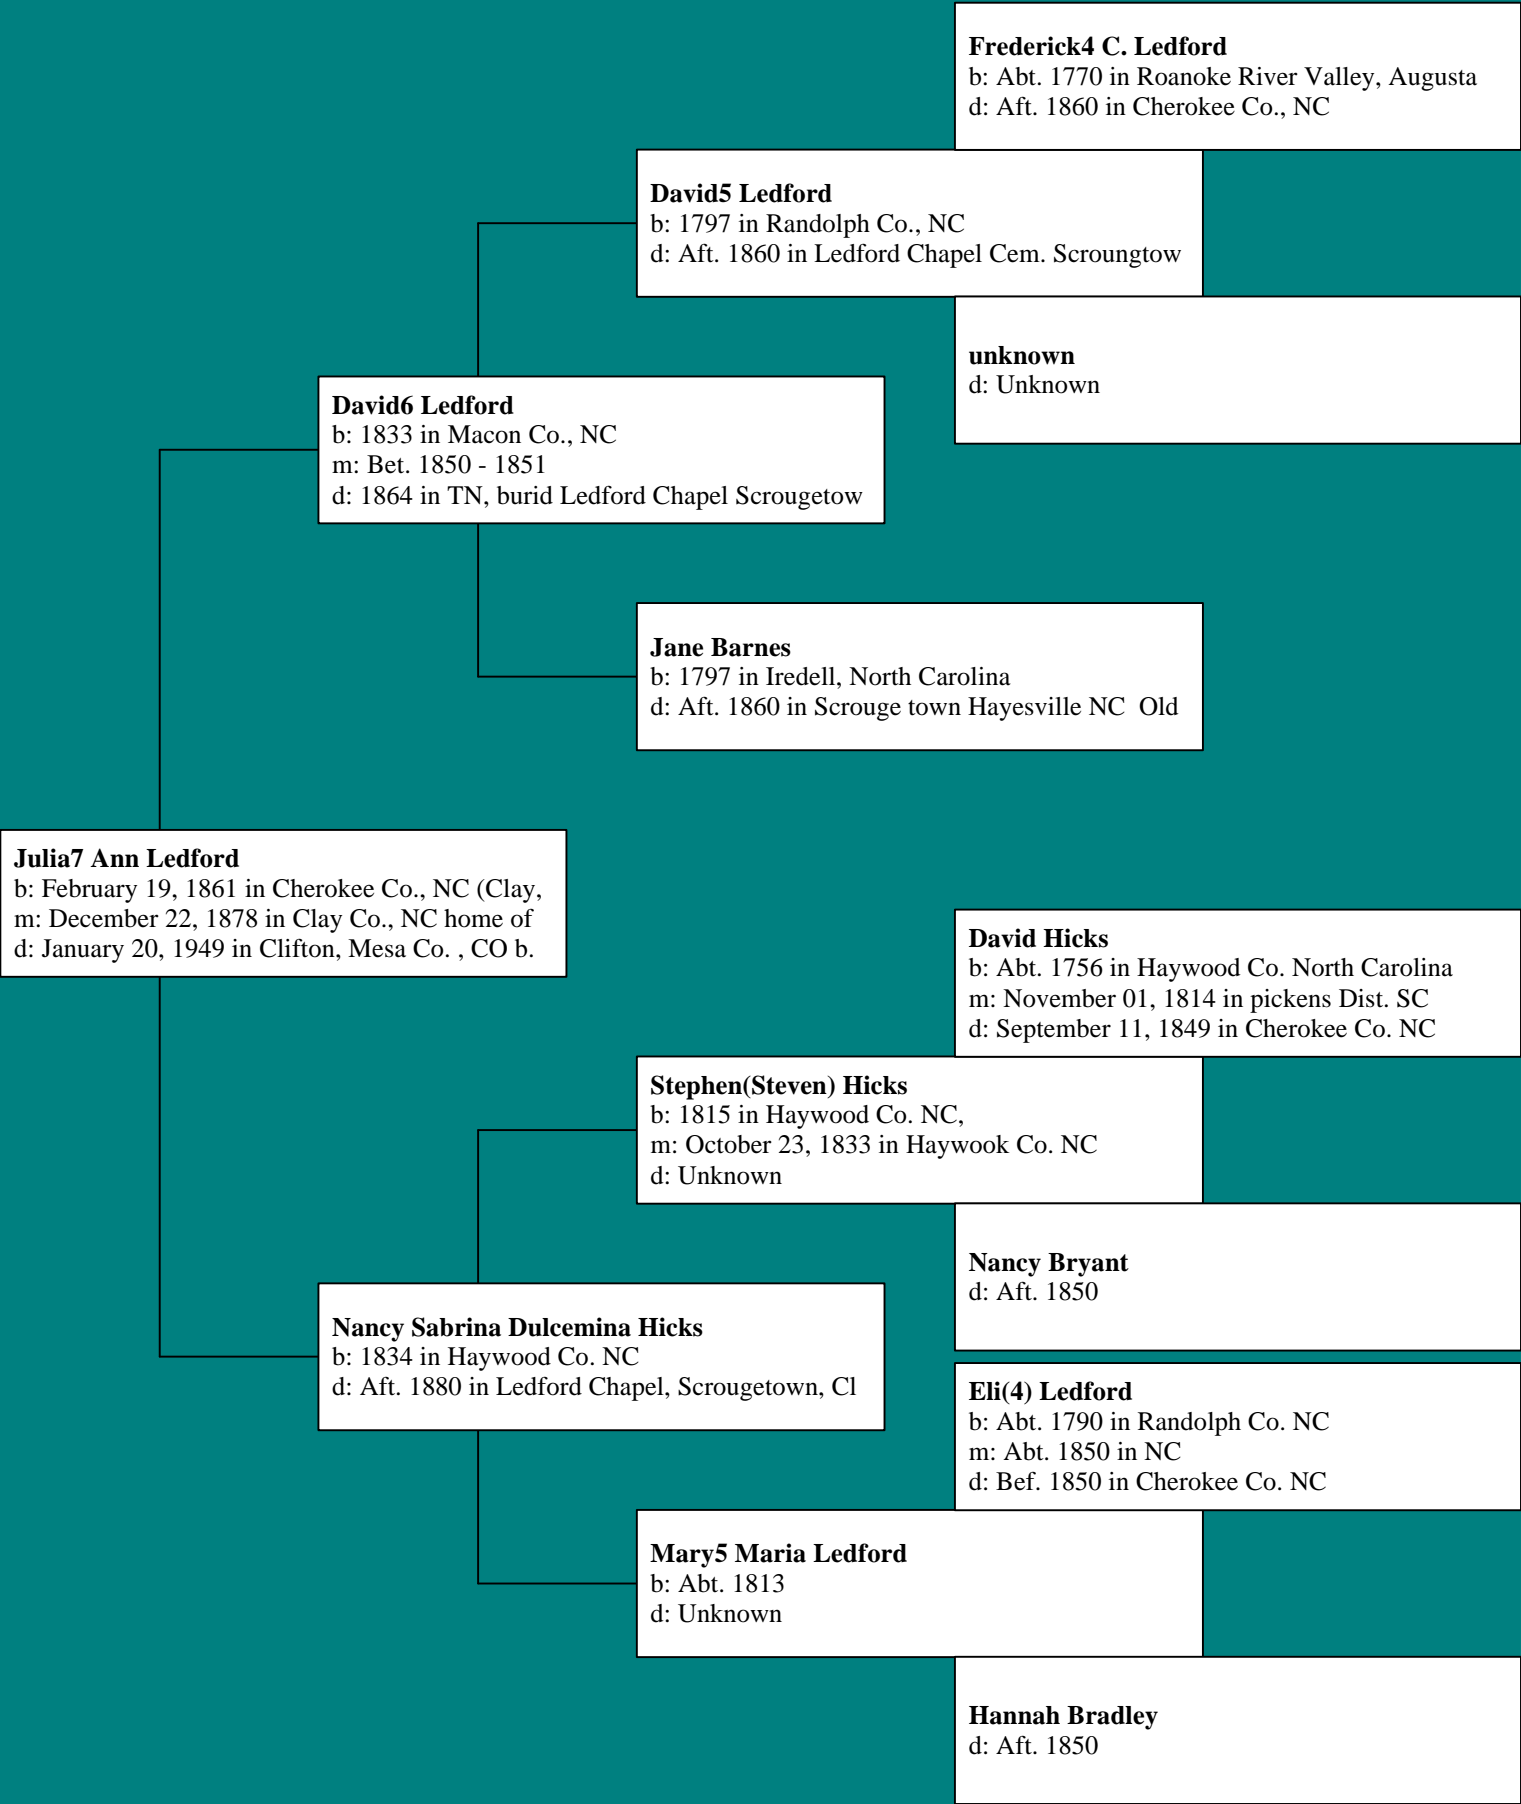 Frederick4 C. Ledford
b: Abt. 1770 in Roanoke River Valley, Augusta
d: Aft. 1860 in Cherokee Co., NC
David5 Ledford
b: 1797 in Randolph Co., NC
d: Aft. 1860 in Ledford Chapel Cem. Scroungtow
unknown
d: Unknown
David6 Ledford
b: 1833 in Macon Co., NC
m: Bet. 1850 - 1851
d: 1864 in TN, burid Ledford Chapel Scrougetow
Jane Barnes
b: 1797 in Iredell, North Carolina
d: Aft. 1860 in Scrouge town Hayesville NC  Old
Julia7 Ann Ledford
b: February 19, 1861 in Cherokee Co., NC (Clay,
m: December 22, 1878 in Clay Co., NC home of
d: January 20, 1949 in Clifton, Mesa Co. , CO b.
David Hicks
b: Abt. 1756 in Haywood Co. North Carolina
m: November 01, 1814 in pickens Dist. SC
d: September 11, 1849 in Cherokee Co. NC
Stephen(Steven) Hicks
b: 1815 in Haywood Co. NC,
m: October 23, 1833 in Haywook Co. NC
d: Unknown
Nancy Bryant
d: Aft. 1850
Nancy Sabrina Dulcemina Hicks
b: 1834 in Haywood Co. NC
d: Aft. 1880 in Ledford Chapel, Scrougetown, Cl
Eli(4) Ledford
b: Abt. 1790 in Randolph Co. NC
m: Abt. 1850 in NC
d: Bef. 1850 in Cherokee Co. NC
Mary5 Maria Ledford
b: Abt. 1813
d: Unknown
Hannah Bradley
d: Aft. 1850